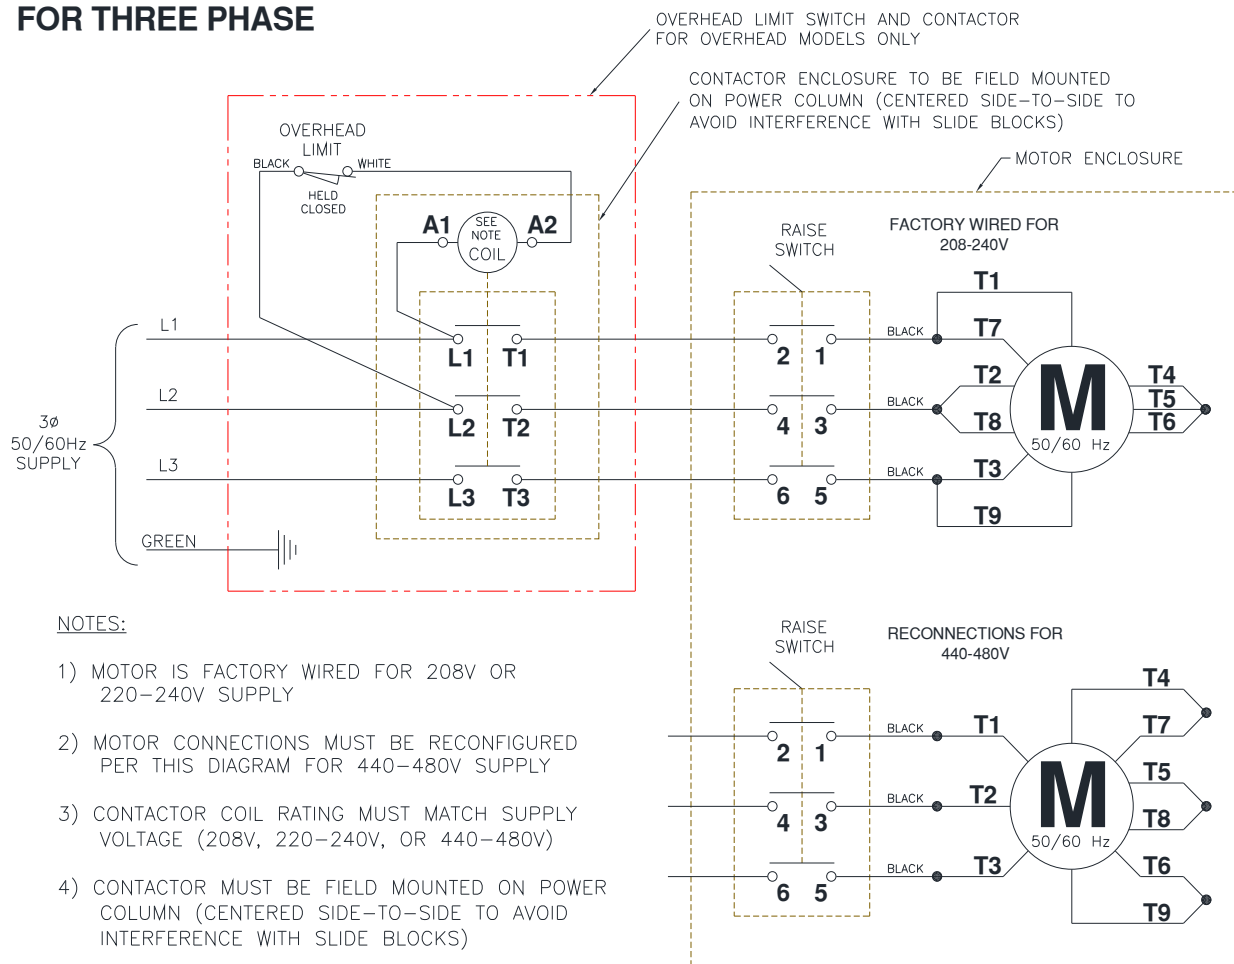 FOR THREE PHASE
OVERHEAD LIMIT SWITCH AND CONTACTOR
FOR OVERHEAD MODELS ONLY
CONTACTOR ENCLOSURE TO BE FIELD MOUNTED
ON POWER COLUMN (CENTERED SIDE-TO-SIDE TO
AVOID INTERFERENCE WITH SLIDE BLOCKS)
MOTOR ENCLOSURE
OVERHEAD
LIMIT
BLACK
WHITE
HELD
CLOSED
A1
SEE
NOTE
COIL
A2
RAISE
SWITCH
FACTORY WIRED FOR
208-240V
L1
L1
T1
2
1
BLACK
T1
T7
L2
L2
T2
4
3
BLACK
T2
T8
L3
L3
T3
6
5
BLACK
T3
T9
M
50/60 Hz
T4
T5
T6
3ø
50/60Hz
SUPPLY
GREEN
NOTES:
1) MOTOR IS FACTORY WIRED FOR 208V OR
220-240V SUPPLY
2) MOTOR CONNECTIONS MUST BE RECONFIGURED
PER THIS DIAGRAM FOR 440-480V SUPPLY
3) CONTACTOR COIL RATING MUST MATCH SUPPLY
VOLTAGE (208V, 220-240V, OR 440-480V)
4) CONTACTOR MUST BE FIELD MOUNTED ON POWER
COLUMN (CENTERED SIDE-TO-SIDE TO AVOID
INTERFERENCE WITH SLIDE BLOCKS)
RAISE
SWITCH
RECONNECTIONS FOR
440-480V
2
1
BLACK
T1
4
3
BLACK
T2
6
5
BLACK
T3
M
50/60 Hz
T4
T7
T5
T8
T6
T9